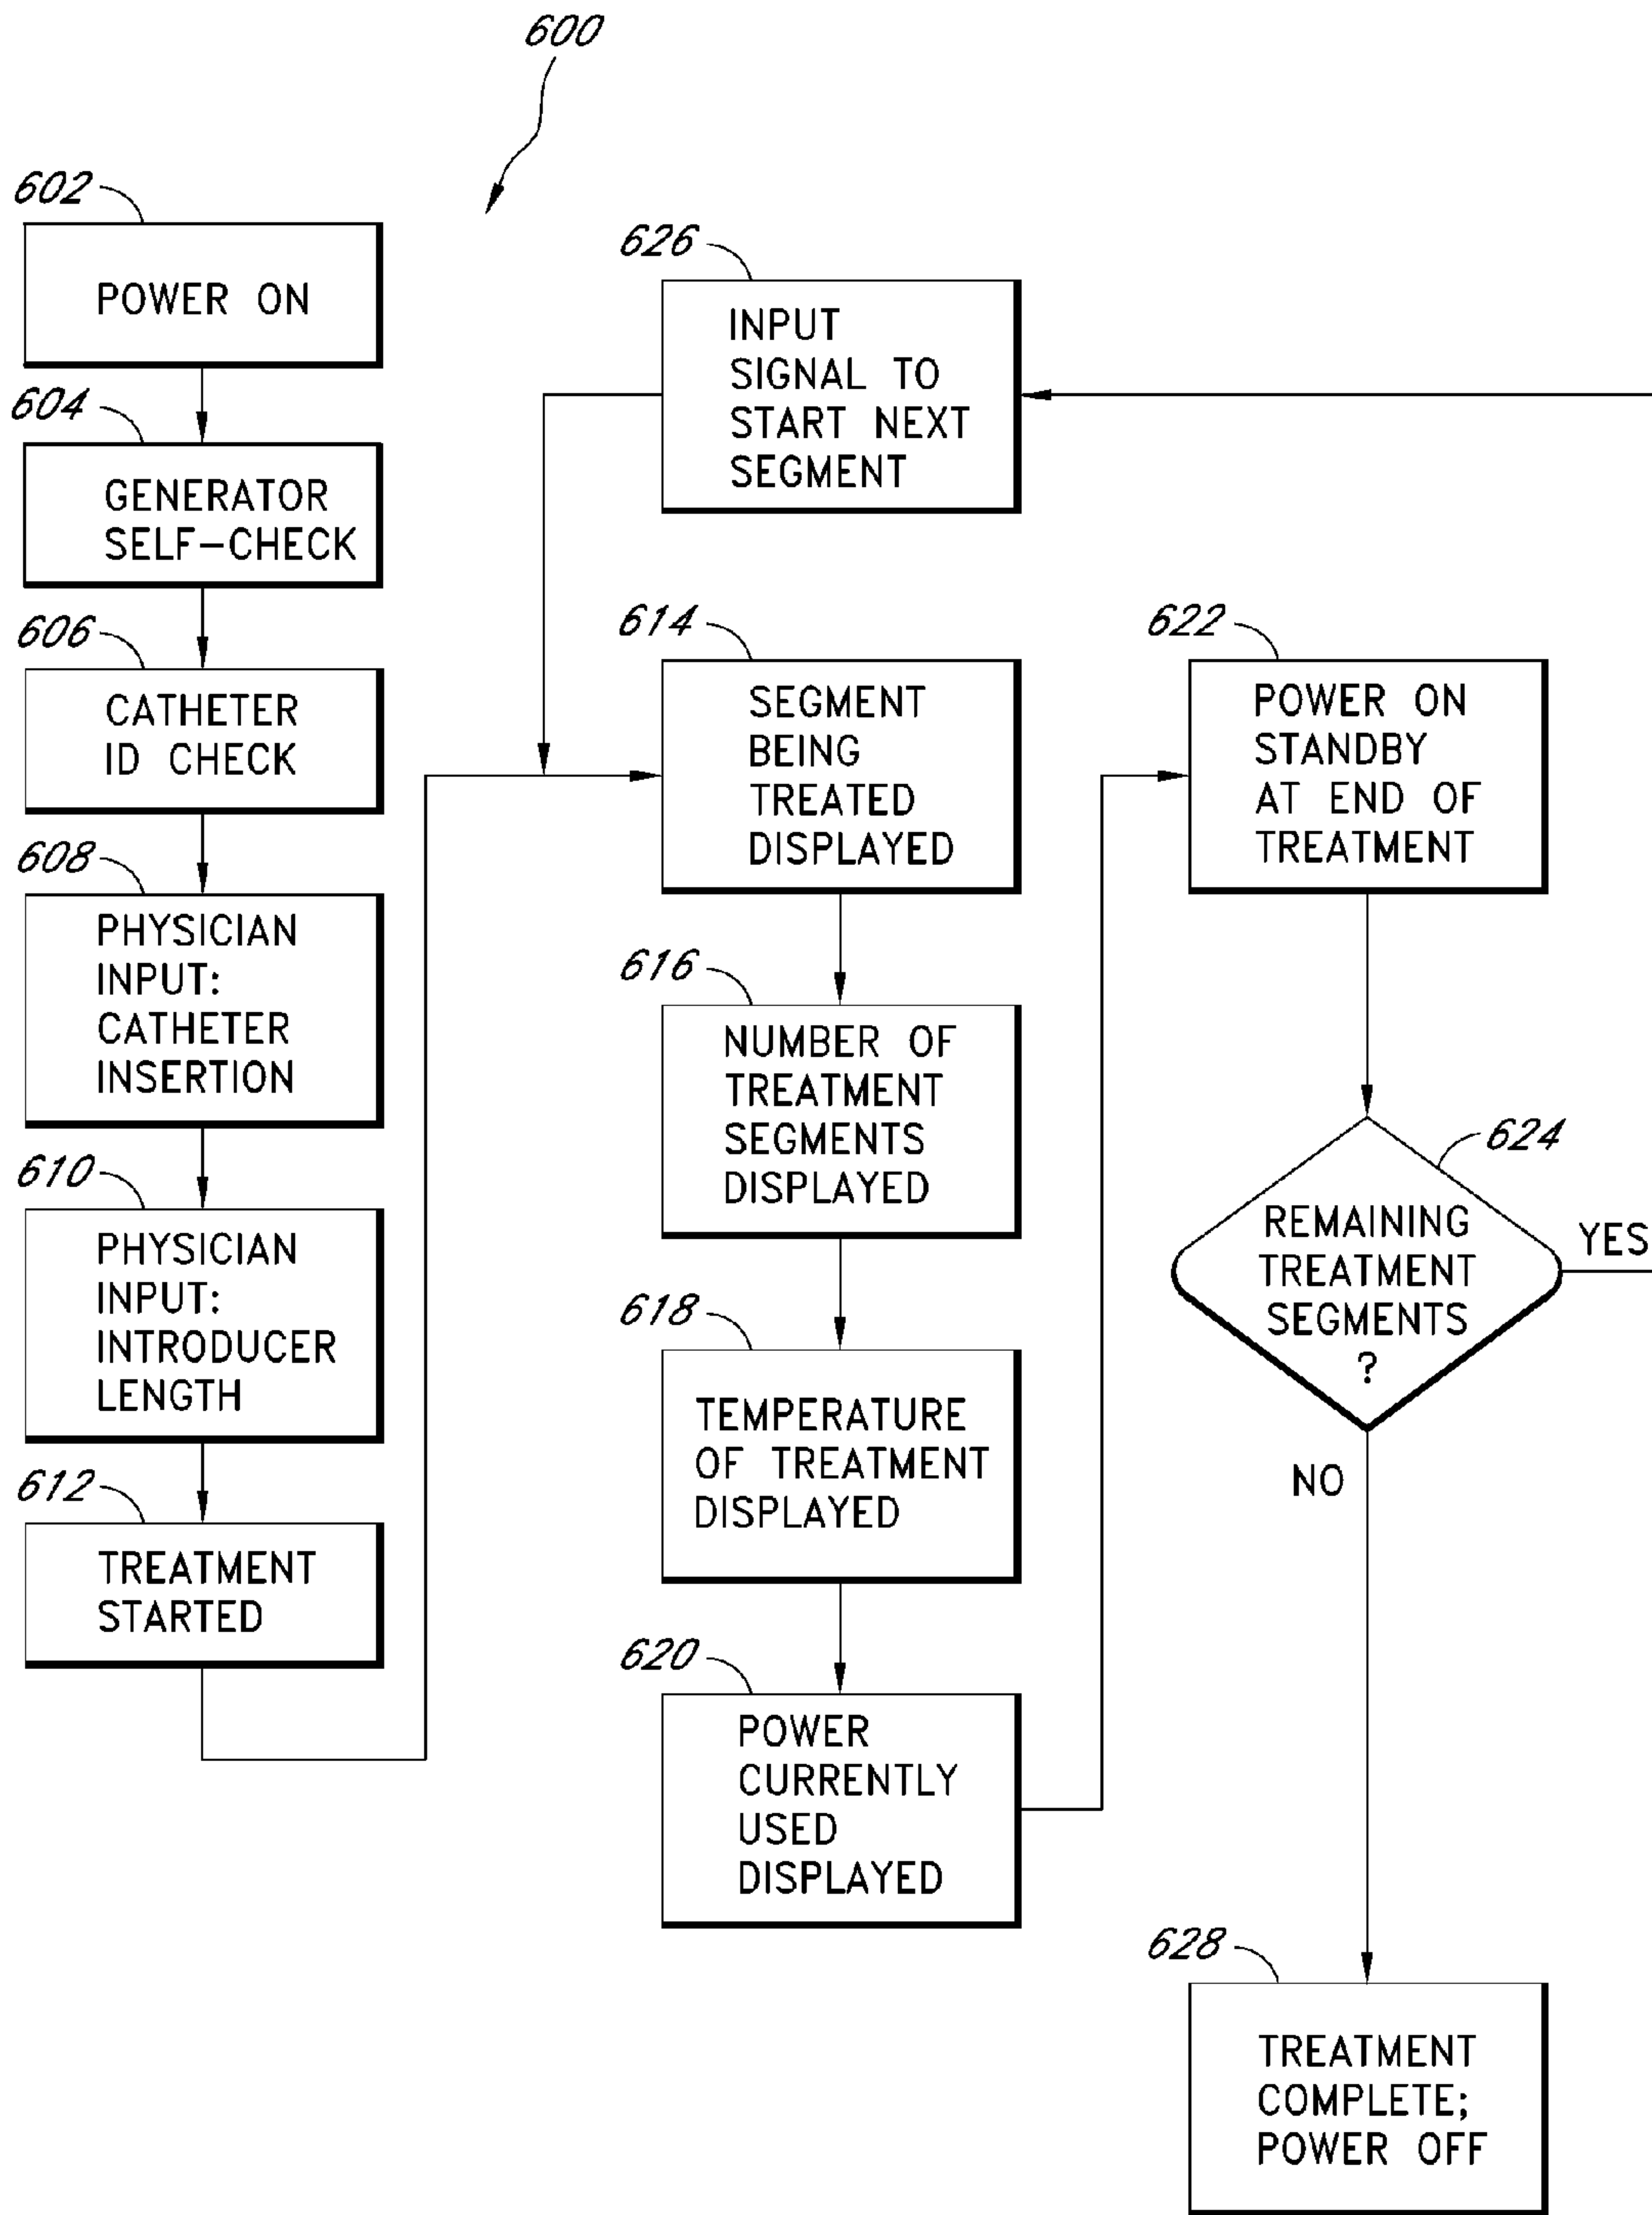 600
602
POWER ON
604
GENERATOR
SELF-CHECK
606
CATHETER
ID CHECK
608
PHYSICIAN
INPUT:
CATHETER
INSERTION
610
PHYSICIAN
INPUT:
INTRODUCER
LENGTH
612
TREATMENT
STARTED
626
INPUT
SIGNAL TO
START NEXT
SEGMENT
614
SEGMENT
BEING
TREATED
DISPLAYED
616
NUMBER OF
TREATMENT
SEGMENTS
DISPLAYED
618
TEMPERATURE
OF TREATMENT
DISPLAYED
620
POWER
CURRENTLY
USED
DISPLAYED
622
POWER ON
STANDBY
AT END OF
TREATMENT
624
REMAINING
TREATMENT
SEGMENTS
?
YES
NO
628
TREATMENT
COMPLETE;
POWER OFF